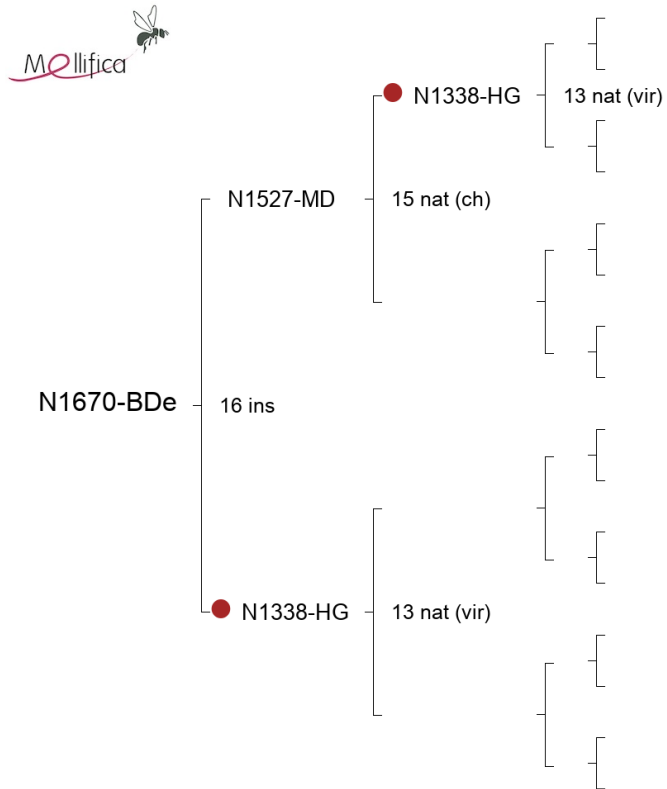 Mellifica
N1338-HG
13 nat (vir)
N1527-MD
15 nat (ch)
N1670-BDe
16 ins
N1338-HG
13 nat (vir)